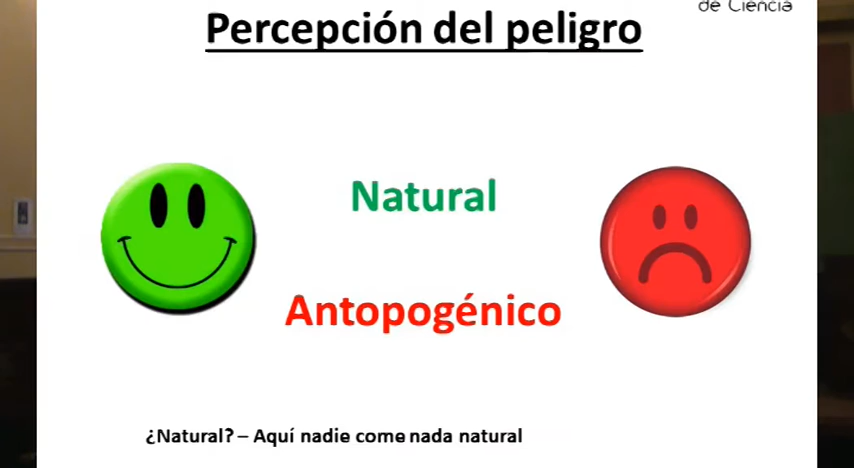 de Ciencia
Percepción del peligro
Natural
Antopogénico
¿Natural? – Aquí nadie come nada natural